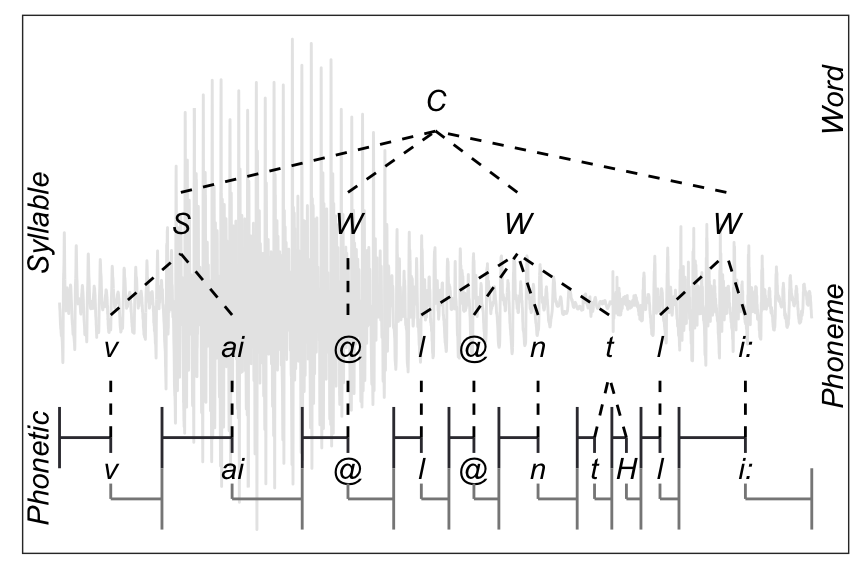 Word
C
Syllable
S W W W
Phoneme
v ai @ l @ n t l i:
Phonetic
v ai @ l @ n t H l i: